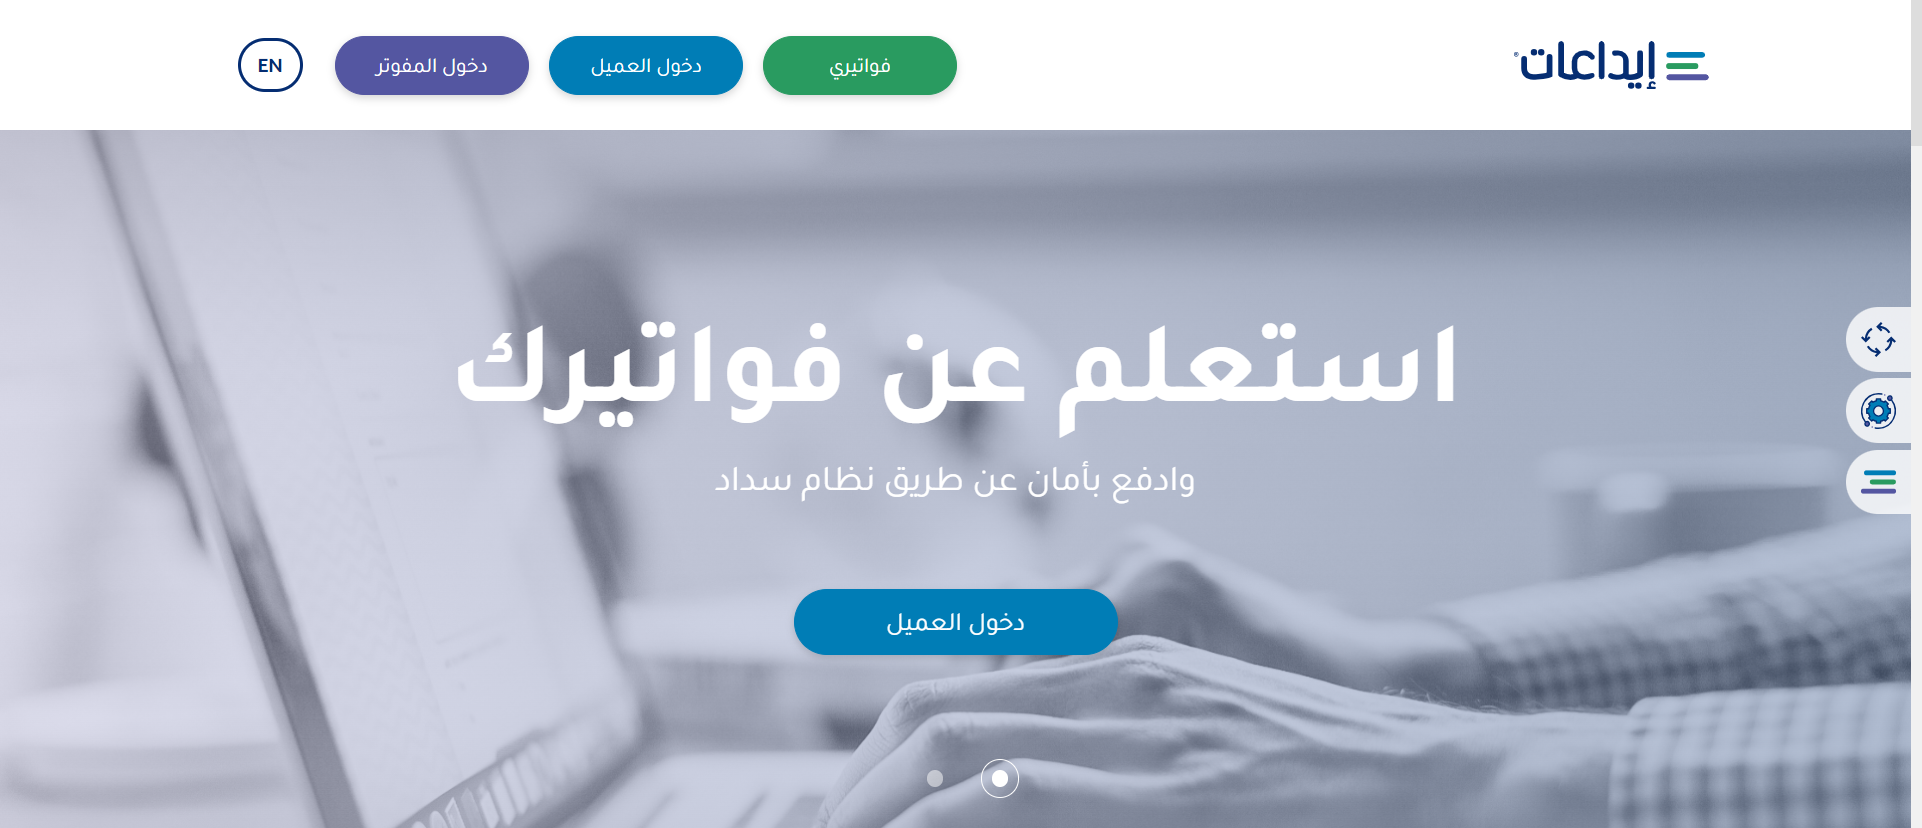 إيداعات®
فواتيري
دخول العميل
دخول المفوتر
EN
استعلم عن فواتيرك
وادفع بأمان عن طريق نظام سداد
دخول العميل